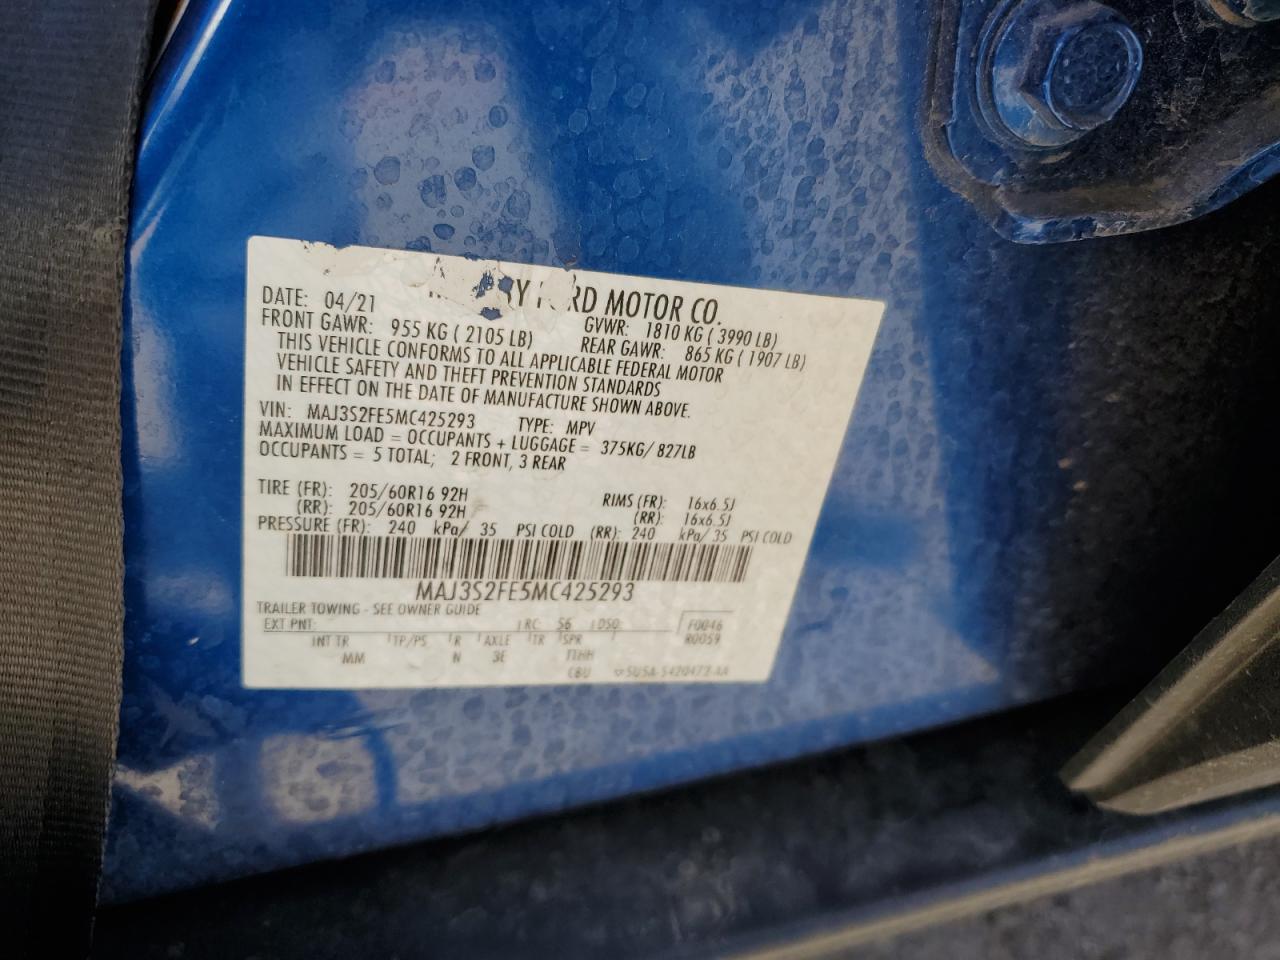 FORD MOTOR CO.
DATE: 04/21
GVWR: 1810 KG ( 3990 LB)
FRONT GAWR: 955 KG ( 2105 LB)
REAR GAWR: 865 KG ( 1907 LB)
THIS VEHICLE CONFORMS TO ALL APPLICABLE FEDERAL MOTOR
VEHICLE SAFETY AND THEFT PREVENTION STANDARDS
IN EFFECT ON THE DATE OF MANUFACTURE SHOWN ABOVE.
VIN: MAJ3S2FE5MC425293 TYPE: MPV
MAXIMUM LOAD = OCCUPANTS + LUGGAGE = 375KG/ 827LB
OCCUPANTS = 5 TOTAL; 2 FRONT, 3 REAR
TIRE (FR): 205/60R16 92H RIMS (FR): 16x6.5J
(RR): 205/60R16 92H (RR): 16x6.5J
PRESSURE (FR): 240 kPa/ 35 PSI COLD (RR): 240 kPa/ 35 PSI COLD
MAJ3S2FE5MC425293
TRAILER TOWING - SEE OWNER GUIDE
EXT PNT: RC: 56 DSO: F0046
R0059
INT TR TP/PS R AXLE TR SPR
MM N 3E
CBU